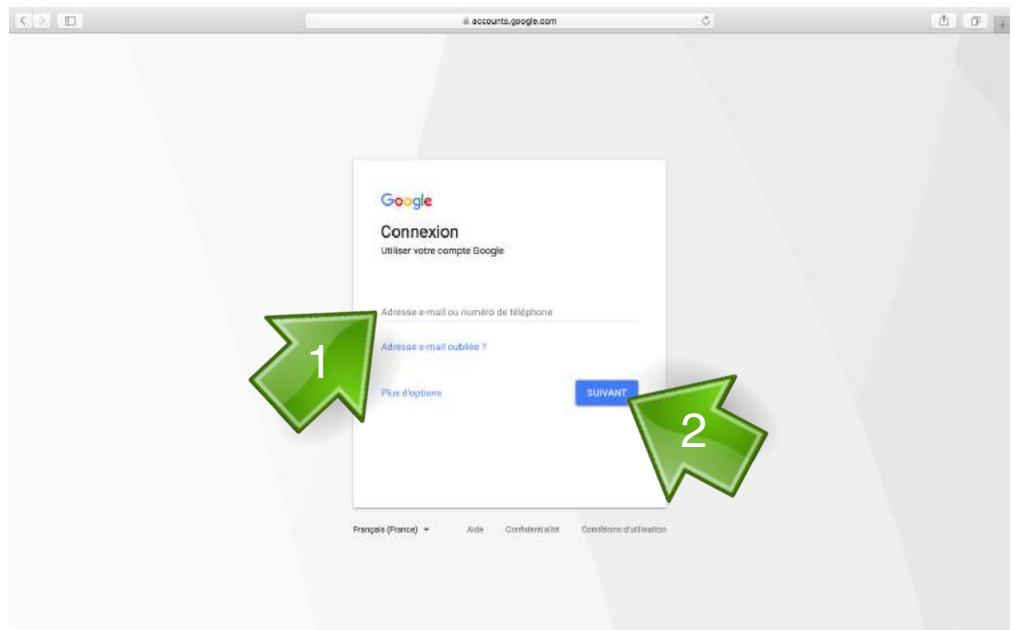 accounts.google.com
Google
Connexion
Utiliser votre compte Google
Adresse e-mail ou numéro de téléphone
1
Adresse e-mail oubliée ?
Plus d'options
SUIVANT
2
Français (France)
Aide
Confidentialité
Conditions d'utilisation